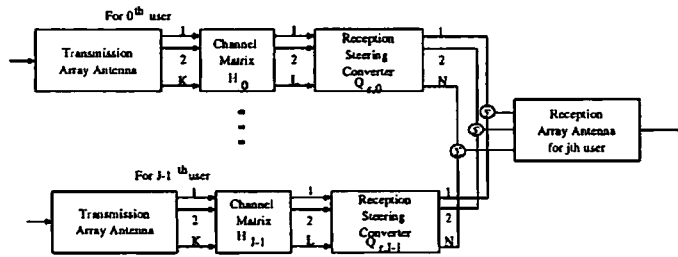 For 0th user
Transmission
Array Antenna
1
2
K
Channel
Matrix
H0
1
2
L
Reception
Steering
Converter
Qr,0
1
2
N
Σ
Σ
Σ
Reception
Array Antenna
for jth user
For J-1th user
Transmission
Array Antenna
1
2
K
Channel
Matrix
HJ-1
1
2
L
Reception
Steering
Converter
Qr,J-1
1
2
N